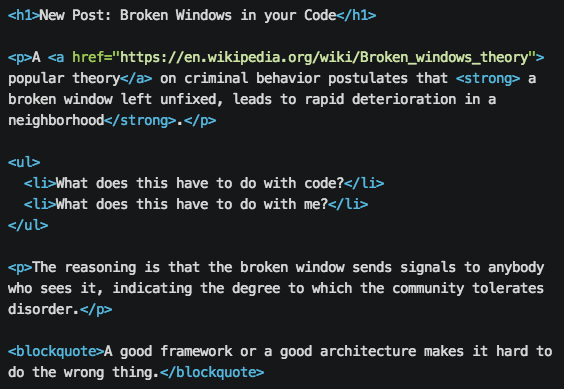 <h1>New Post: Broken Windows in your Code</h1>
<p>A <a href="https://en.wikipedia.org/wiki/Broken_windows_theory">
popular theory</a> on criminal behavior postulates that <strong> a
broken window left unfixed, leads to rapid deterioration in a
neighborhood</strong>.</p>
<ul>
  <li>What does this have to do with code?</li>
  <li>What does this have to do with me?</li>
</ul>
<p>The reasoning is that the broken window sends signals to anybody
who sees it, indicating the degree to which the community tolerates
disorder.</p>
<blockquote>A good framework or a good architecture makes it hard to
do the wrong thing.</blockquote>